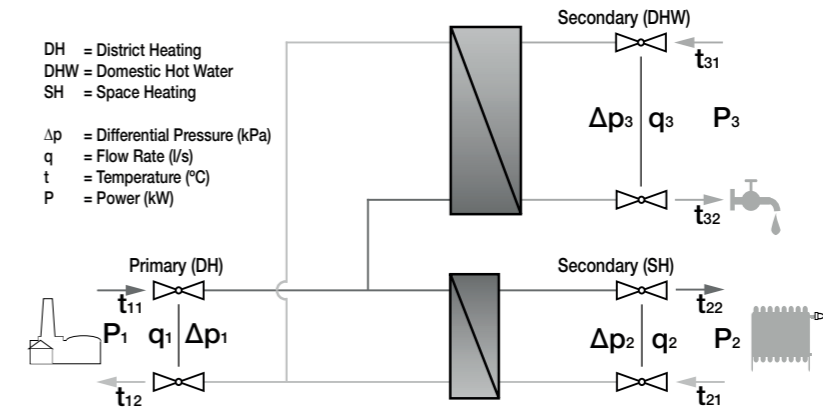 Secondary (DHW)
DH = District Heating
DHW = Domestic Hot Water
SH = Space Heating
Δp = Differential Pressure (kPa)
q = Flow Rate (l/s)
t = Temperature (ºC)
P = Power (kW)
t31
Δp3 q3 P3
t32
Primary (DH)
Secondary (SH)
t11
t22
P1 q1 Δp1
Δp2 q2 P2
t12
t21